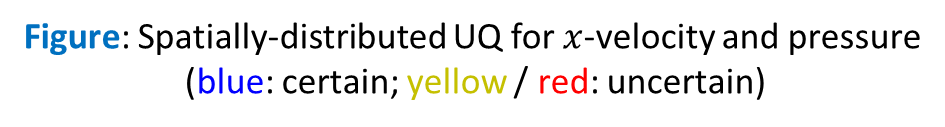 Figure: Spatially-distributed UQ for 𝑥-velocity and pressure
(blue: certain; yellow / red: uncertain)